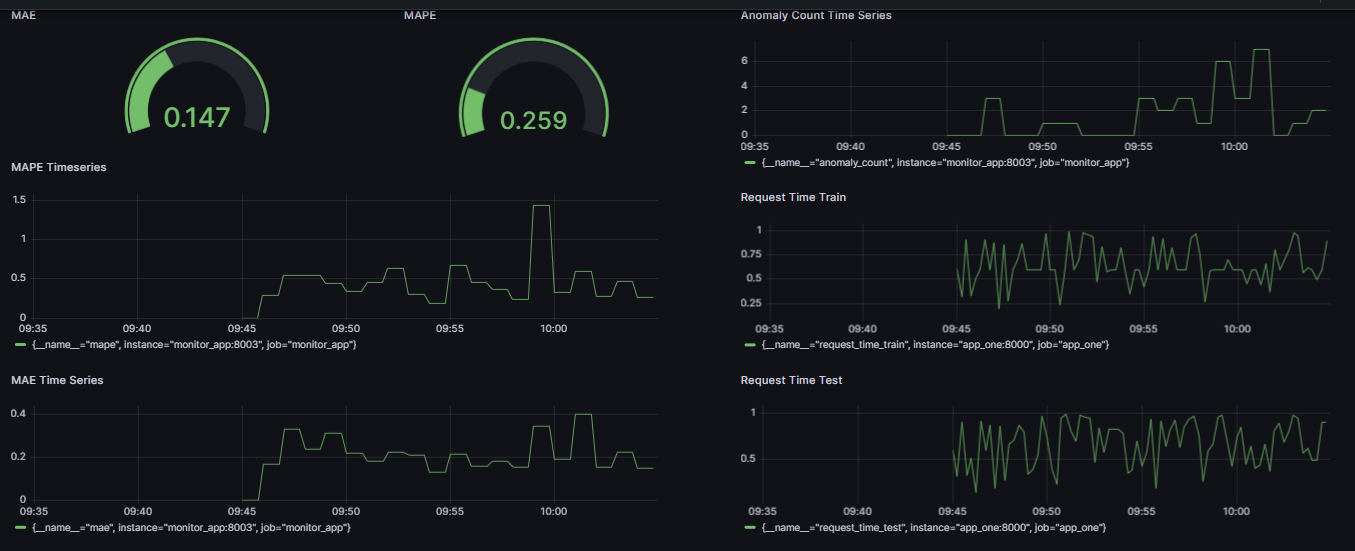 MAE
0.147
MAPE
0.259
MAPE Timeseries
1.5
1
0.5
0
09:35 09:40 09:45 09:50 09:55 10:00
{__name__="mape", instance="monitor_app:8003", job="monitor_app"}
MAE Time Series
0.4
0.2
0
09:35 09:40 09:45 09:50 09:55 10:00
{__name__="mae", instance="monitor_app:8003", job="monitor_app"}
Anomaly Count Time Series
6
4
2
0
09:35 09:40 09:45 09:50 09:55 10:00
{__name__="anomaly_count", instance="monitor_app:8003", job="monitor_app"}
Request Time Train
1
0.75
0.5
0.25
09:35 09:40 09:45 09:50 09:55 10:00
{__name__="request_time_train", instance="app_one:8000", job="app_one"}
Request Time Test
1
0.5
09:35 09:40 09:45 09:50 09:55 10:00
{__name__="request_time_test", instance="app_one:8000", job="app_one"}